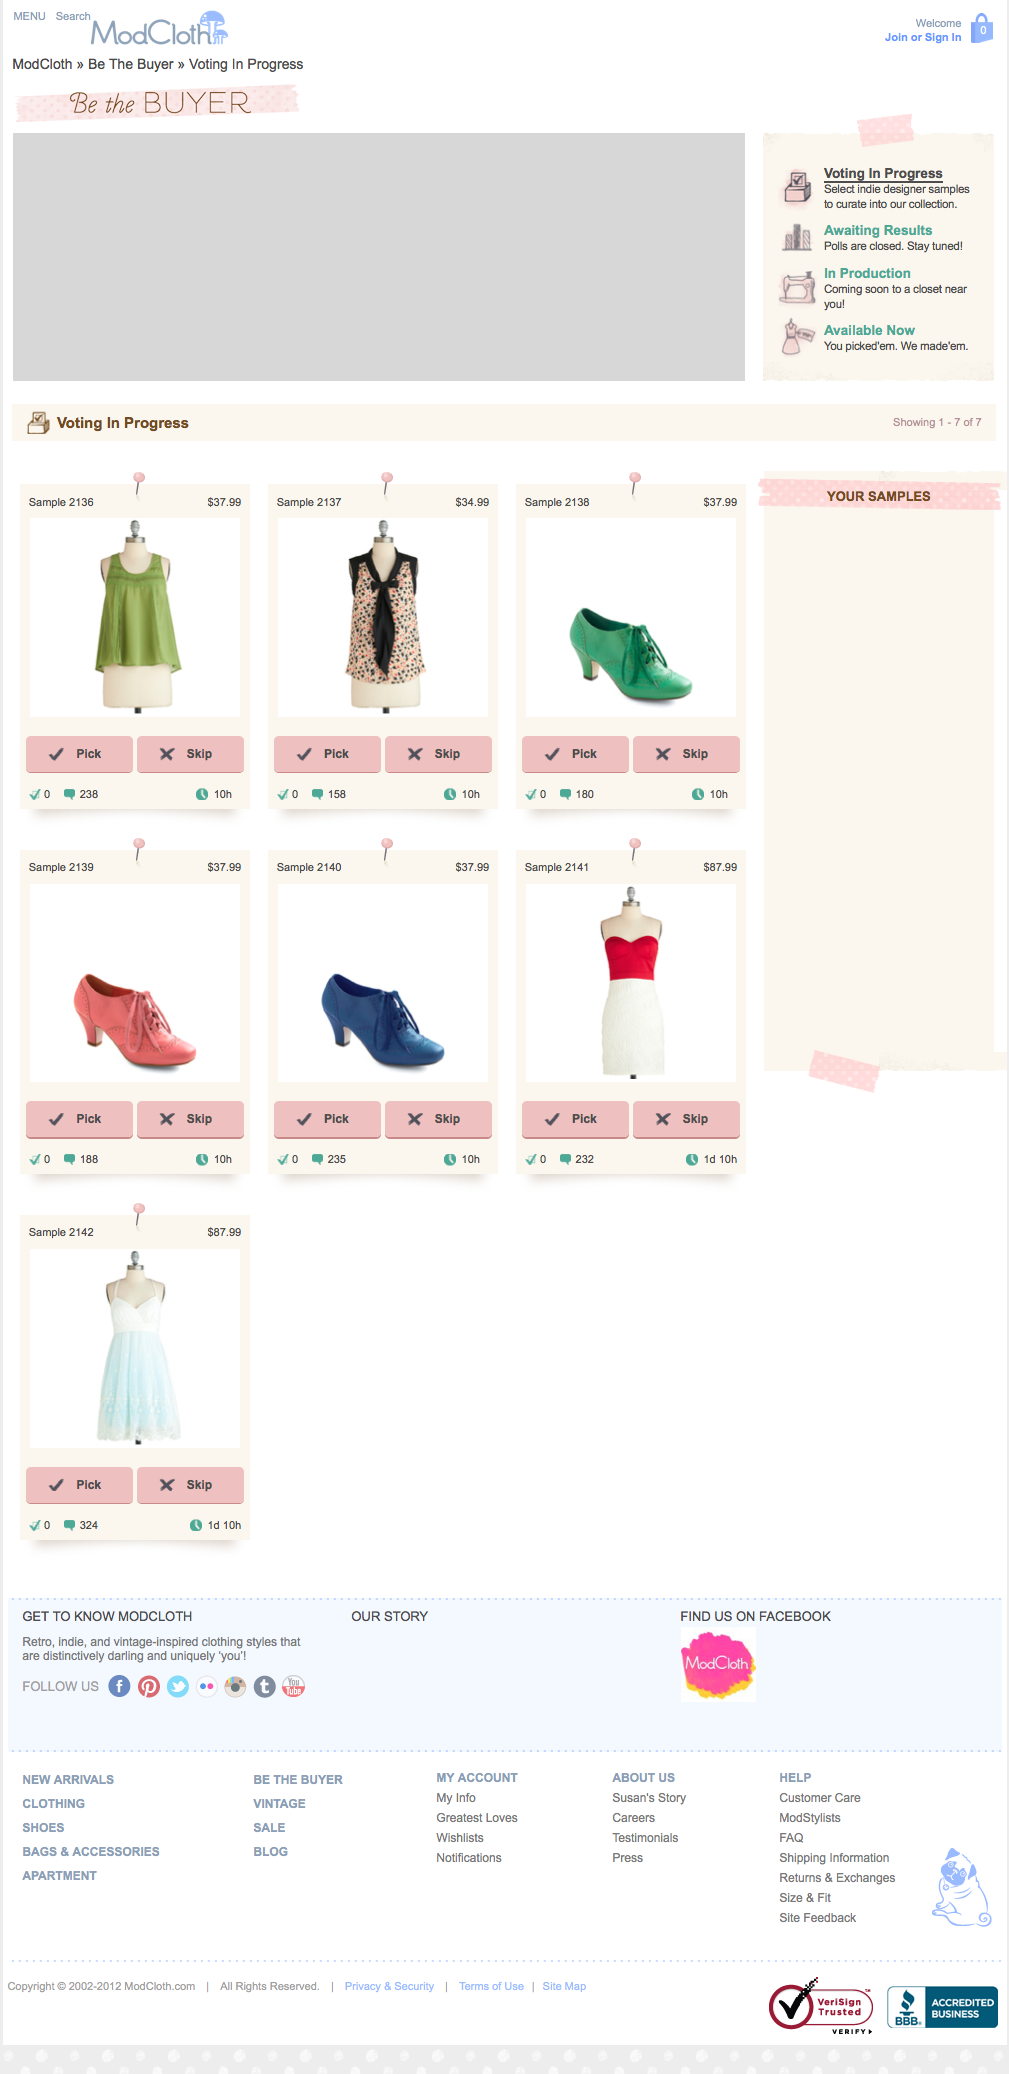 MENU Search
ModCloth
Welcome
Join or Sign In
0
ModCloth » Be The Buyer » Voting In Progress
Be the BUYER
Voting In Progress
Select indie designer samples
to curate into our collection.
Awaiting Results
Polls are closed. Stay tuned!
In Production
Coming soon to a closet near
you!
Available Now
You picked'em. We made'em.
Voting In Progress
Showing 1 - 7 of 7
YOUR SAMPLES
Sample 2136 $37.99
Pick Skip
0 238 10h
Sample 2137 $34.99
Pick Skip
0 158 10h
Sample 2138 $37.99
Pick Skip
0 180 10h
Sample 2139 $37.99
Pick Skip
0 188 10h
Sample 2140 $37.99
Pick Skip
0 235 10h
Sample 2141 $87.99
Pick Skip
0 232 1d 10h
Sample 2142 $87.99
Pick Skip
0 324 1d 10h
GET TO KNOW MODCLOTH
Retro, indie, and vintage-inspired clothing styles that
are distinctively darling and uniquely ‘you’!
FOLLOW US
f
t
You
Tube
OUR STORY
FIND US ON FACEBOOK
ModCloth
NEW ARRIVALS
CLOTHING
SHOES
BAGS & ACCESSORIES
APARTMENT
BE THE BUYER
VINTAGE
SALE
BLOG
MY ACCOUNT
My Info
Greatest Loves
Wishlists
Notifications
ABOUT US
Susan's Story
Careers
Testimonials
Press
HELP
Customer Care
ModStylists
FAQ
Shipping Information
Returns & Exchanges
Size & Fit
Site Feedback
Copyright © 2002-2012 ModCloth.com | All Rights Reserved. | Privacy & Security | Terms of Use | Site Map
VeriSign
Trusted
VERIFY
BBB.
ACCREDITED
BUSINESS